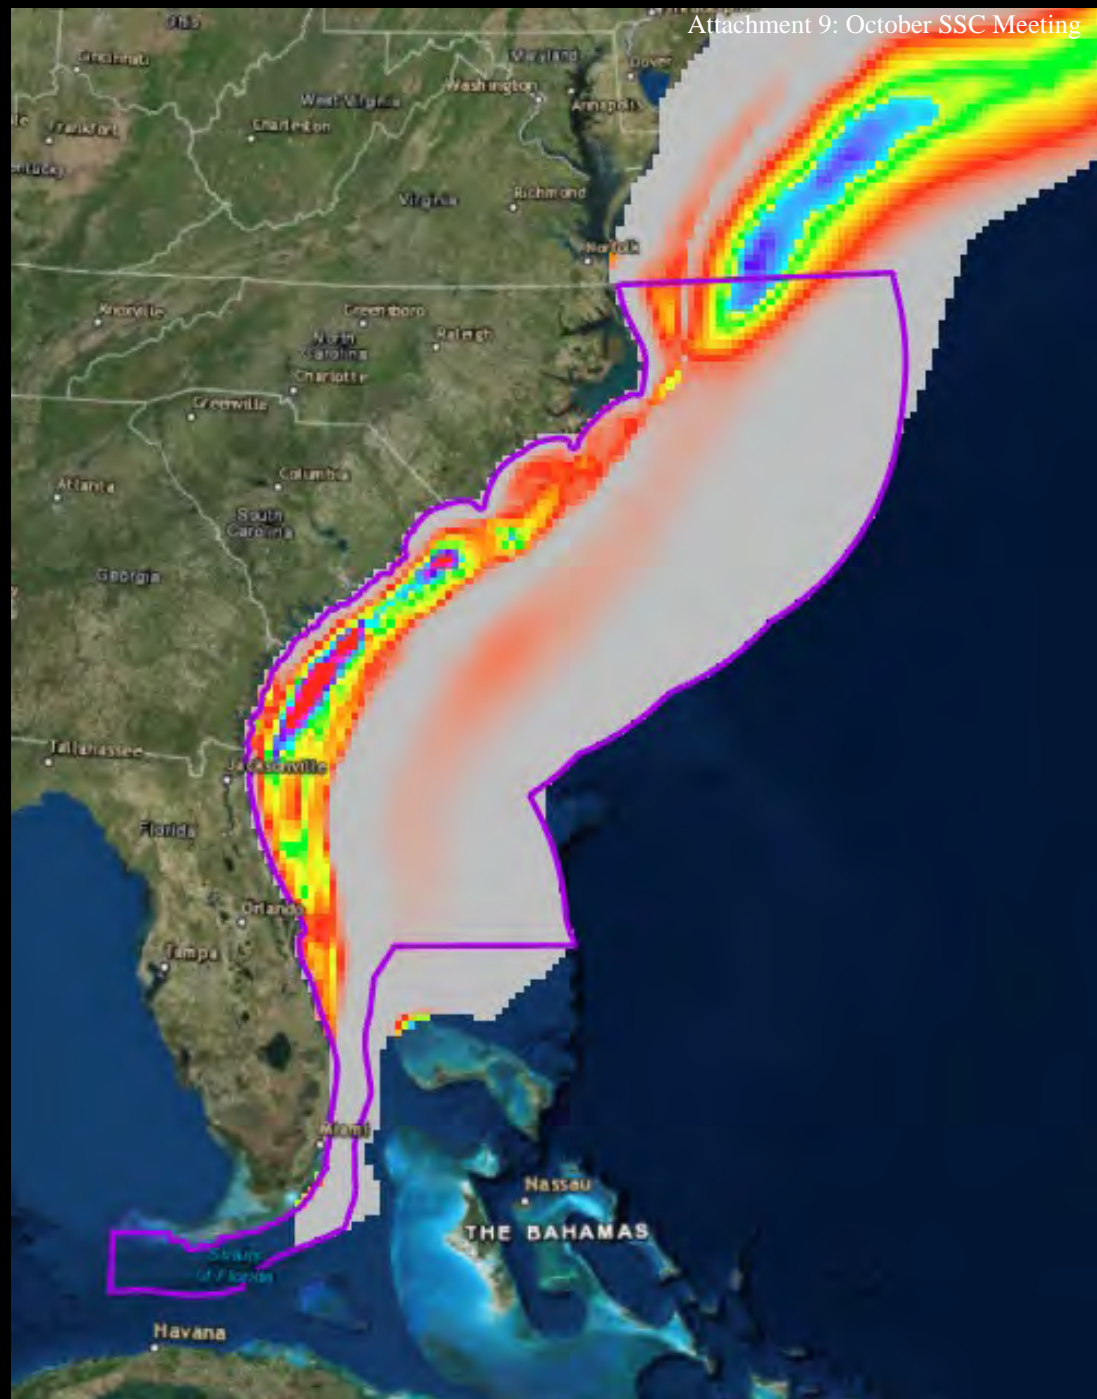 Attachment 9: October SSC Meeting
Ohio
Cincinnati
Maryland
Dover
Washington
Annapolis
West Virginia
Frankfort
Charleston
Virginia
Richmond
Norfolk
Knoxville
Greensboro
Raleigh
North
Carolina
Charlotte
Greenville
Atlanta
Columbia
South
Carolina
Georgia
Tallahassee
Jacksonville
Florida
Orlando
Tampa
Miami
Nassau
THE BAHAMAS
Straits
of Florida
Havana